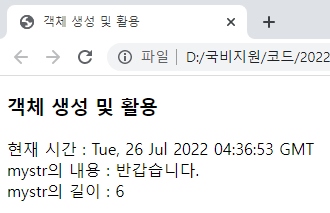 객체 생성 및 활용
파일 D:/국비지원/코드/2022
객체 생성 및 활용
현재 시간 : Tue, 26 Jul 2022 04:36:53 GMT
mystr의 내용 : 반갑습니다.
mystr의 길이 : 6